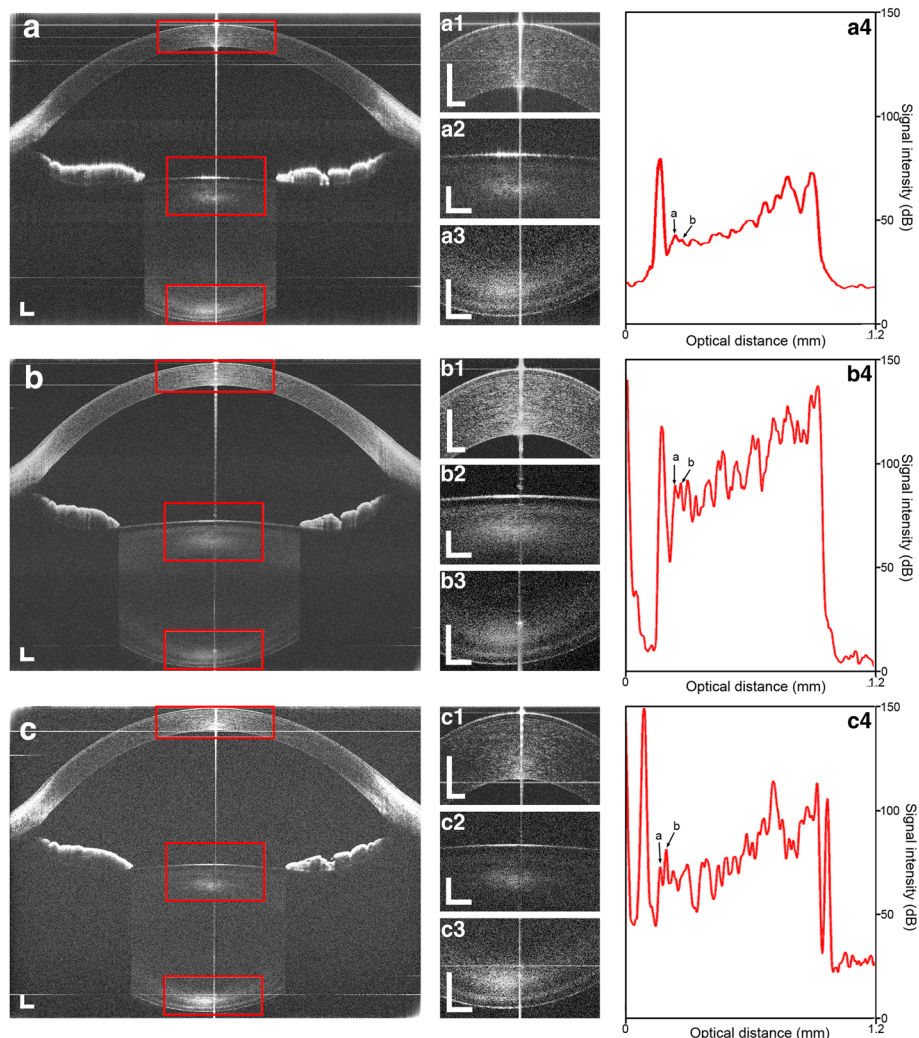 a
a1
a2
a3
a4
150
100
50
0
a
b
0
1.2
Optical distance (mm)
Signal intensity (dB)
b
b1
b2
b3
b4
150
100
50
0
a
b
0
1.2
Optical distance (mm)
Signal intensity (dB)
c
c1
c2
c3
c4
150
100
50
0
a
b
0
1.2
Optical distance (mm)
Signal intensity (dB)